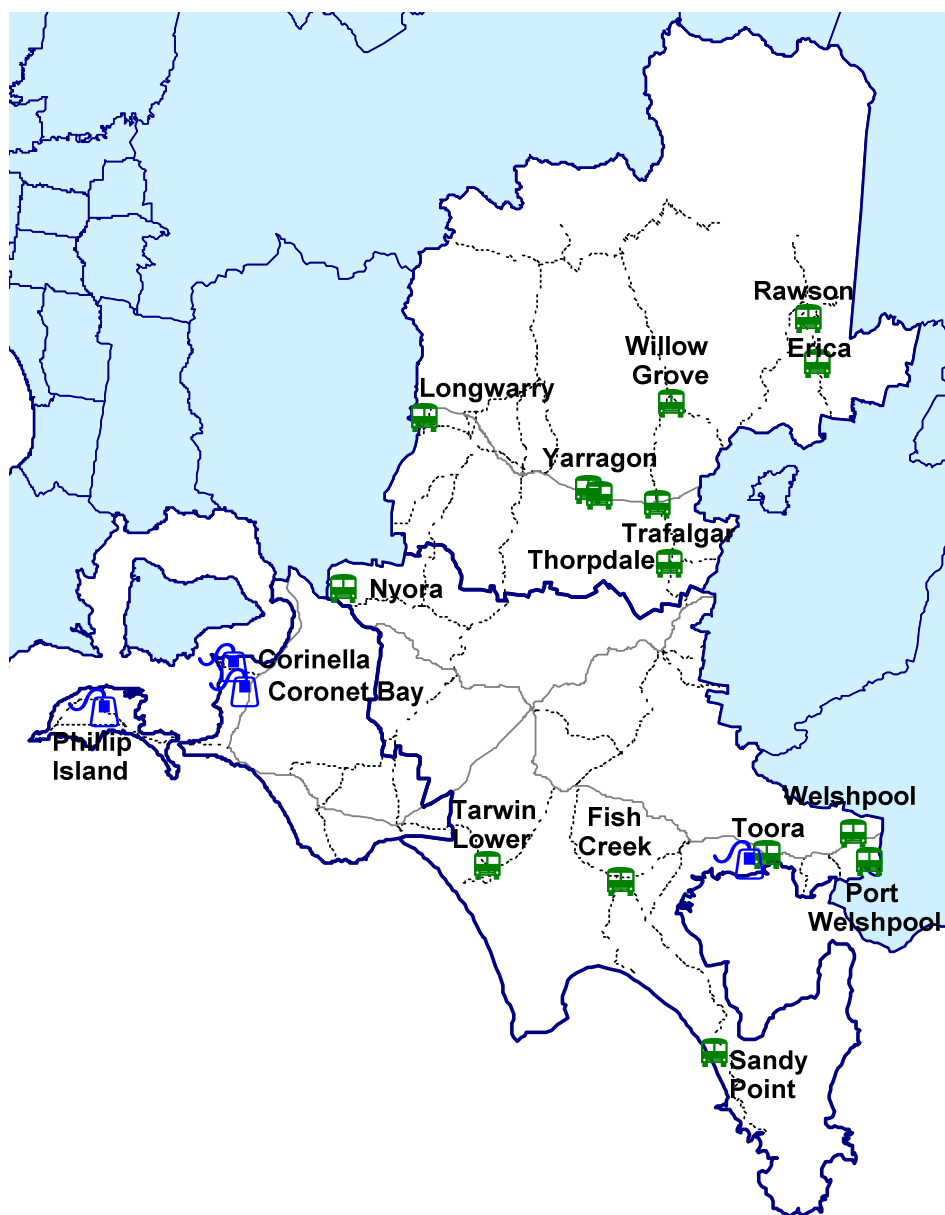 Rawson
Erica
Willow
Grove
Longwarry
Yarragon
Trafalgar
Thorpdale
Nyora
Corinella
Coronet Bay
Phillip
Island
Tarwin
Lower
Fish
Creek
Welshpool
Toora
Port
Welshpool
Sandy
Point